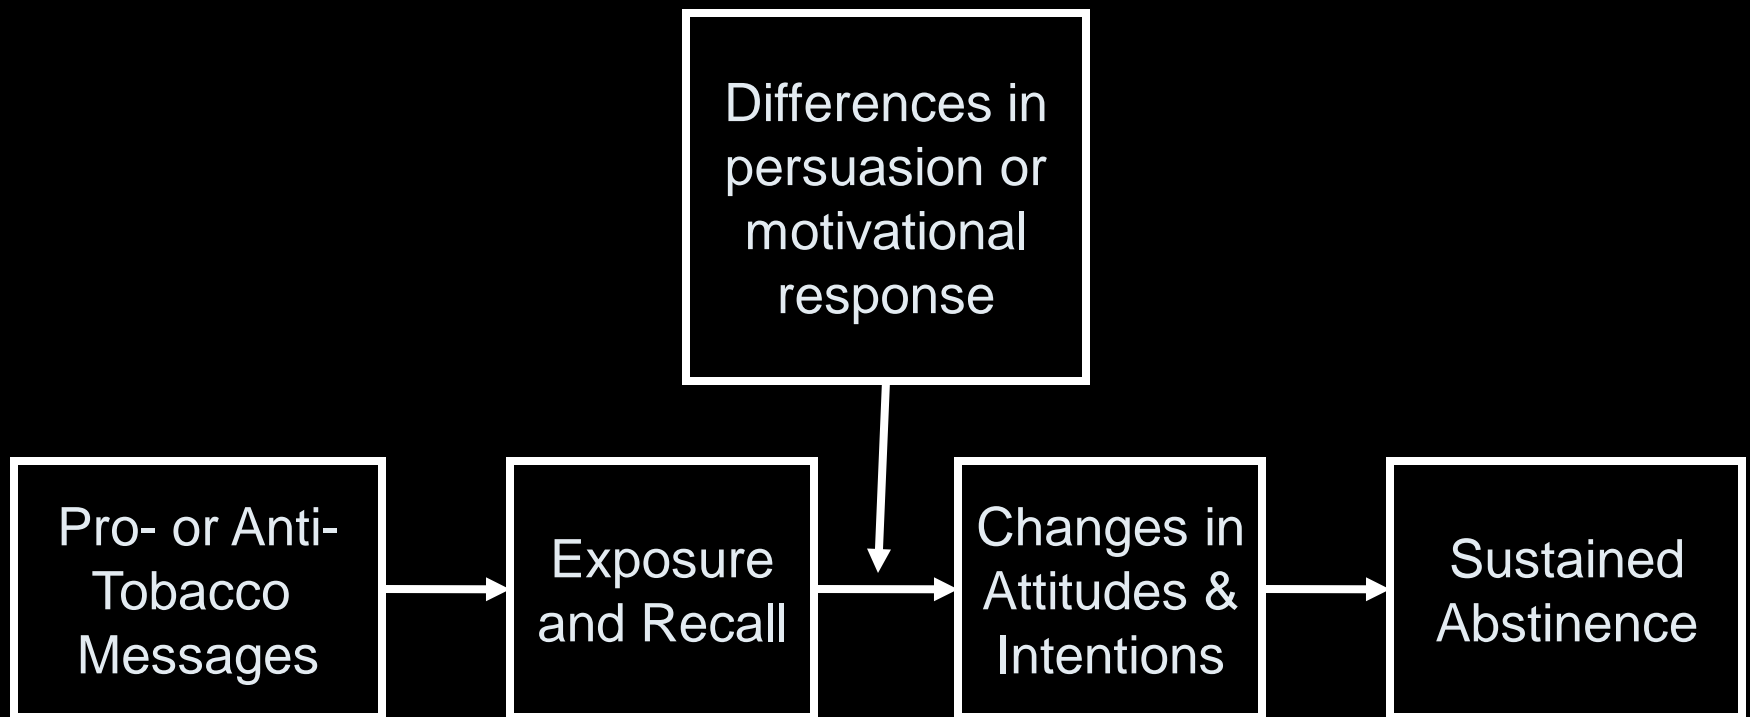 Differences in
persuasion or
motivational
response
Pro- or Anti-
Tobacco
Messages
Exposure
and Recall
Changes in
Attitudes &
Intentions
Sustained
Abstinence